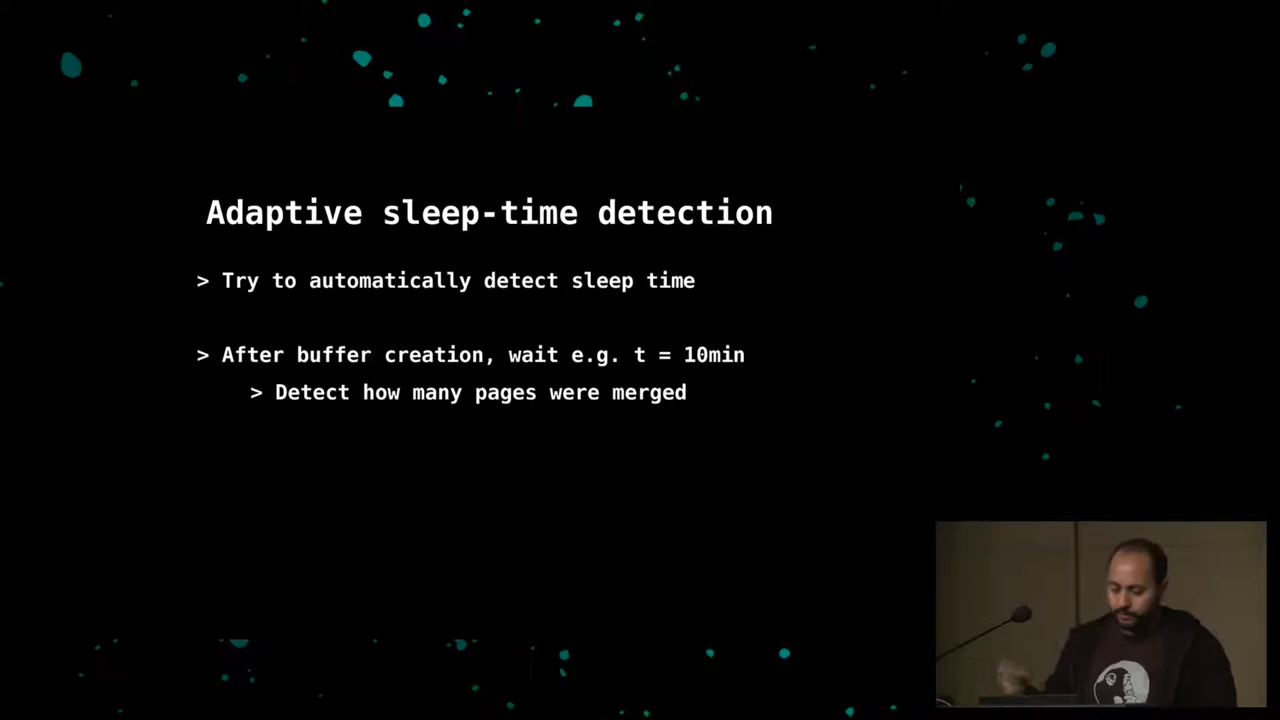 Adaptive sleep-time detection
> Try to automatically detect sleep time
> After buffer creation, wait e.g. t = 10min
> Detect how many pages were merged